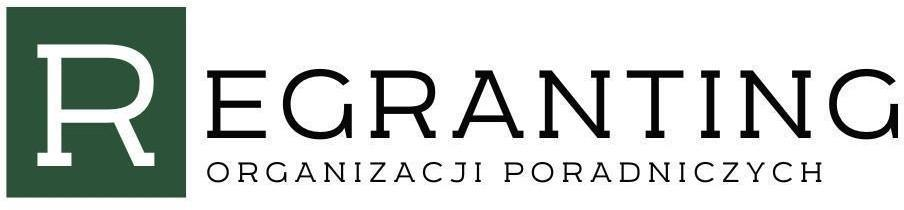 REGRANTING
ORGANIZACJI PORADNICZYCH